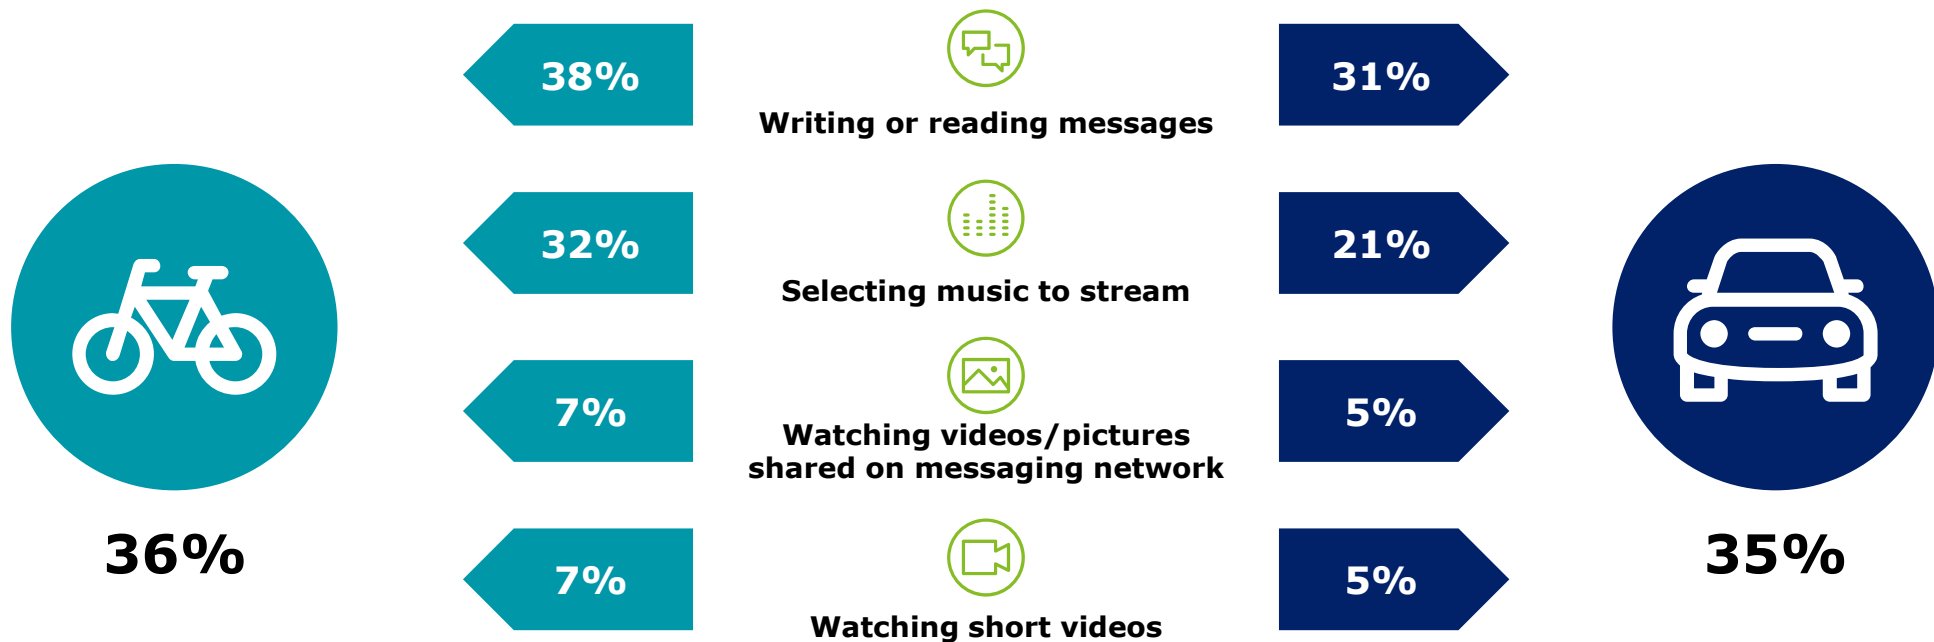 38%
Writing or reading messages
31%
32%
Selecting music to stream
21%
7%
Watching videos/pictures
shared on messaging network
5%
36%
35%
7%
Watching short videos
5%